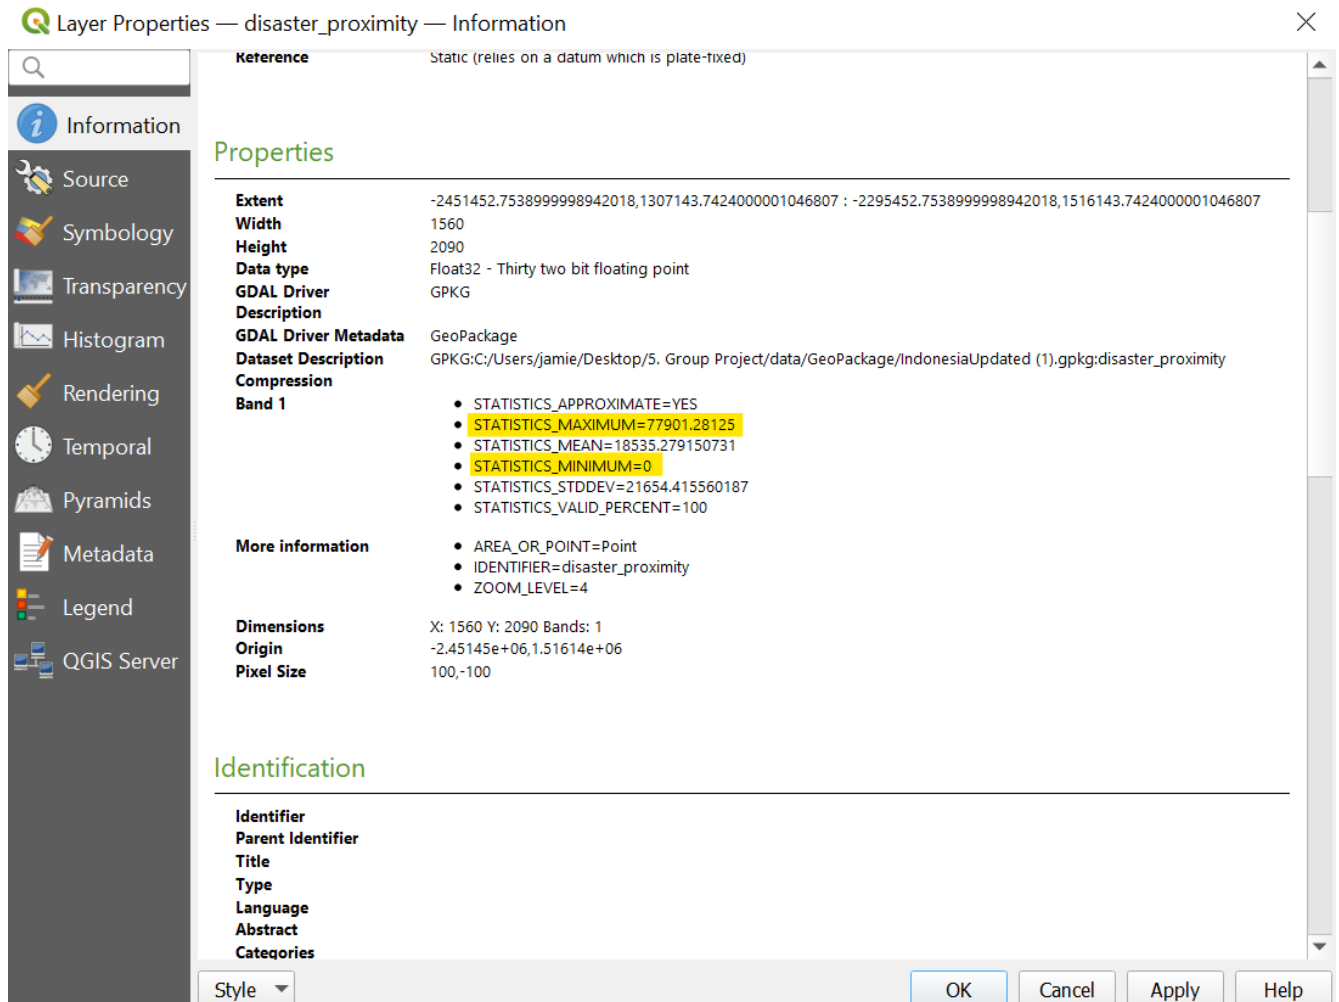 Layer Properties — disaster_proximity — Information
Reference Static (relies on a datum which is plate-fixed)
Information
Source
Symbology
Transparency
Histogram
Rendering
Temporal
Pyramids
Metadata
Legend
QGIS Server
Properties
Extent -2451452.7538999998942018,1307143.7424000001046807 : -2295452.7538999998942018,1516143.7424000001046807
Width 1560
Height 2090
Data type Float32 - Thirty two bit floating point
GDAL Driver GPKG
Description
GDAL Driver Metadata GeoPackage
Dataset Description GPKG:C:/Users/jamie/Desktop/5. Group Project/data/GeoPackage/IndonesiaUpdated (1).gpkg:disaster_proximity
Compression
Band 1 • STATISTICS_APPROXIMATE=YES
• STATISTICS_MAXIMUM=77901.28125
• STATISTICS_MEAN=18535.279150731
• STATISTICS_MINIMUM=0
• STATISTICS_STDDEV=21654.415560187
• STATISTICS_VALID_PERCENT=100
More information • AREA_OR_POINT=Point
• IDENTIFIER=disaster_proximity
• ZOOM_LEVEL=4
Dimensions X: 1560 Y: 2090 Bands: 1
Origin -2.45145e+06,1.51614e+06
Pixel Size 100,-100
Identification
Identifier
Parent Identifier
Title
Type
Language
Abstract
Categories
Style OK Cancel Apply Help